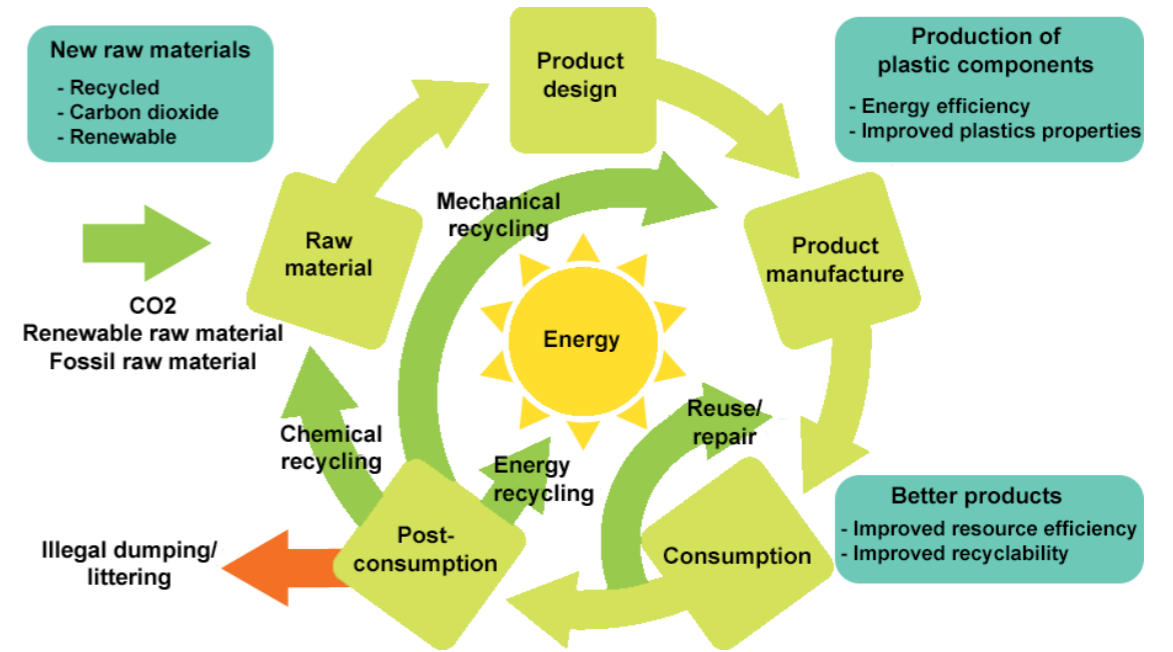 New raw materials
- Recycled
- Carbon dioxide
- Renewable
Product
design
Production of
plastic components
- Energy efficiency
- Improved plastics properties
Mechanical
recycling
Raw
material
Product
manufacture
CO2
Renewable raw material
Fossil raw material
Energy
Reuse/
repair
Chemical
recycling
Energy
recycling
Better products
- Improved resource efficiency
- Improved recyclability
Post-
consumption
Consumption
Illegal dumping/
littering